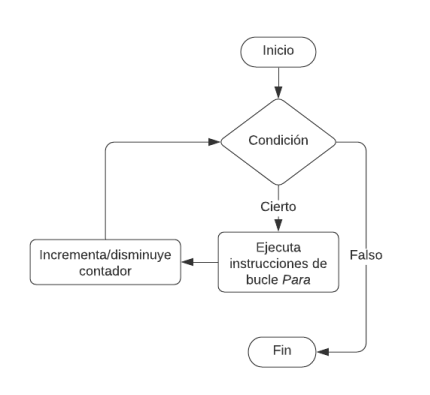 Inicio
Condición
Cierto
Ejecuta
instrucciones de
bucle Para
Incrementa/disminuye
contador
Falso
Fin